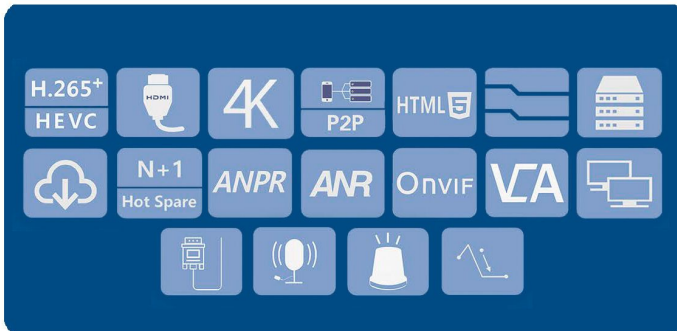 H.265+
HEVC
HDMI
4K
P2P
HTML5
N+1
Hot Spare
ANPR
ANR
ONVIF
VCA